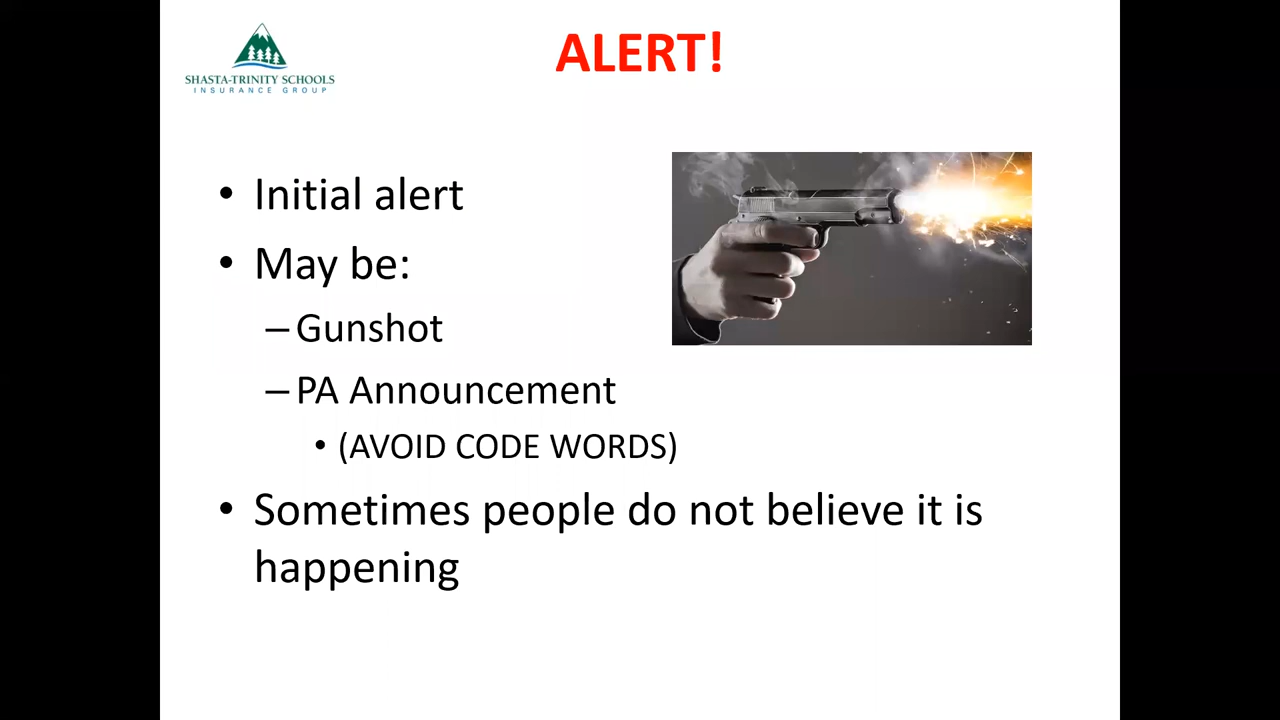 SHASTA-TRINITY SCHOOLS
INSURANCE GROUP
ALERT!
• Initial alert
• May be:
– Gunshot
– PA Announcement
• (AVOID CODE WORDS)
• Sometimes people do not believe it is
happening